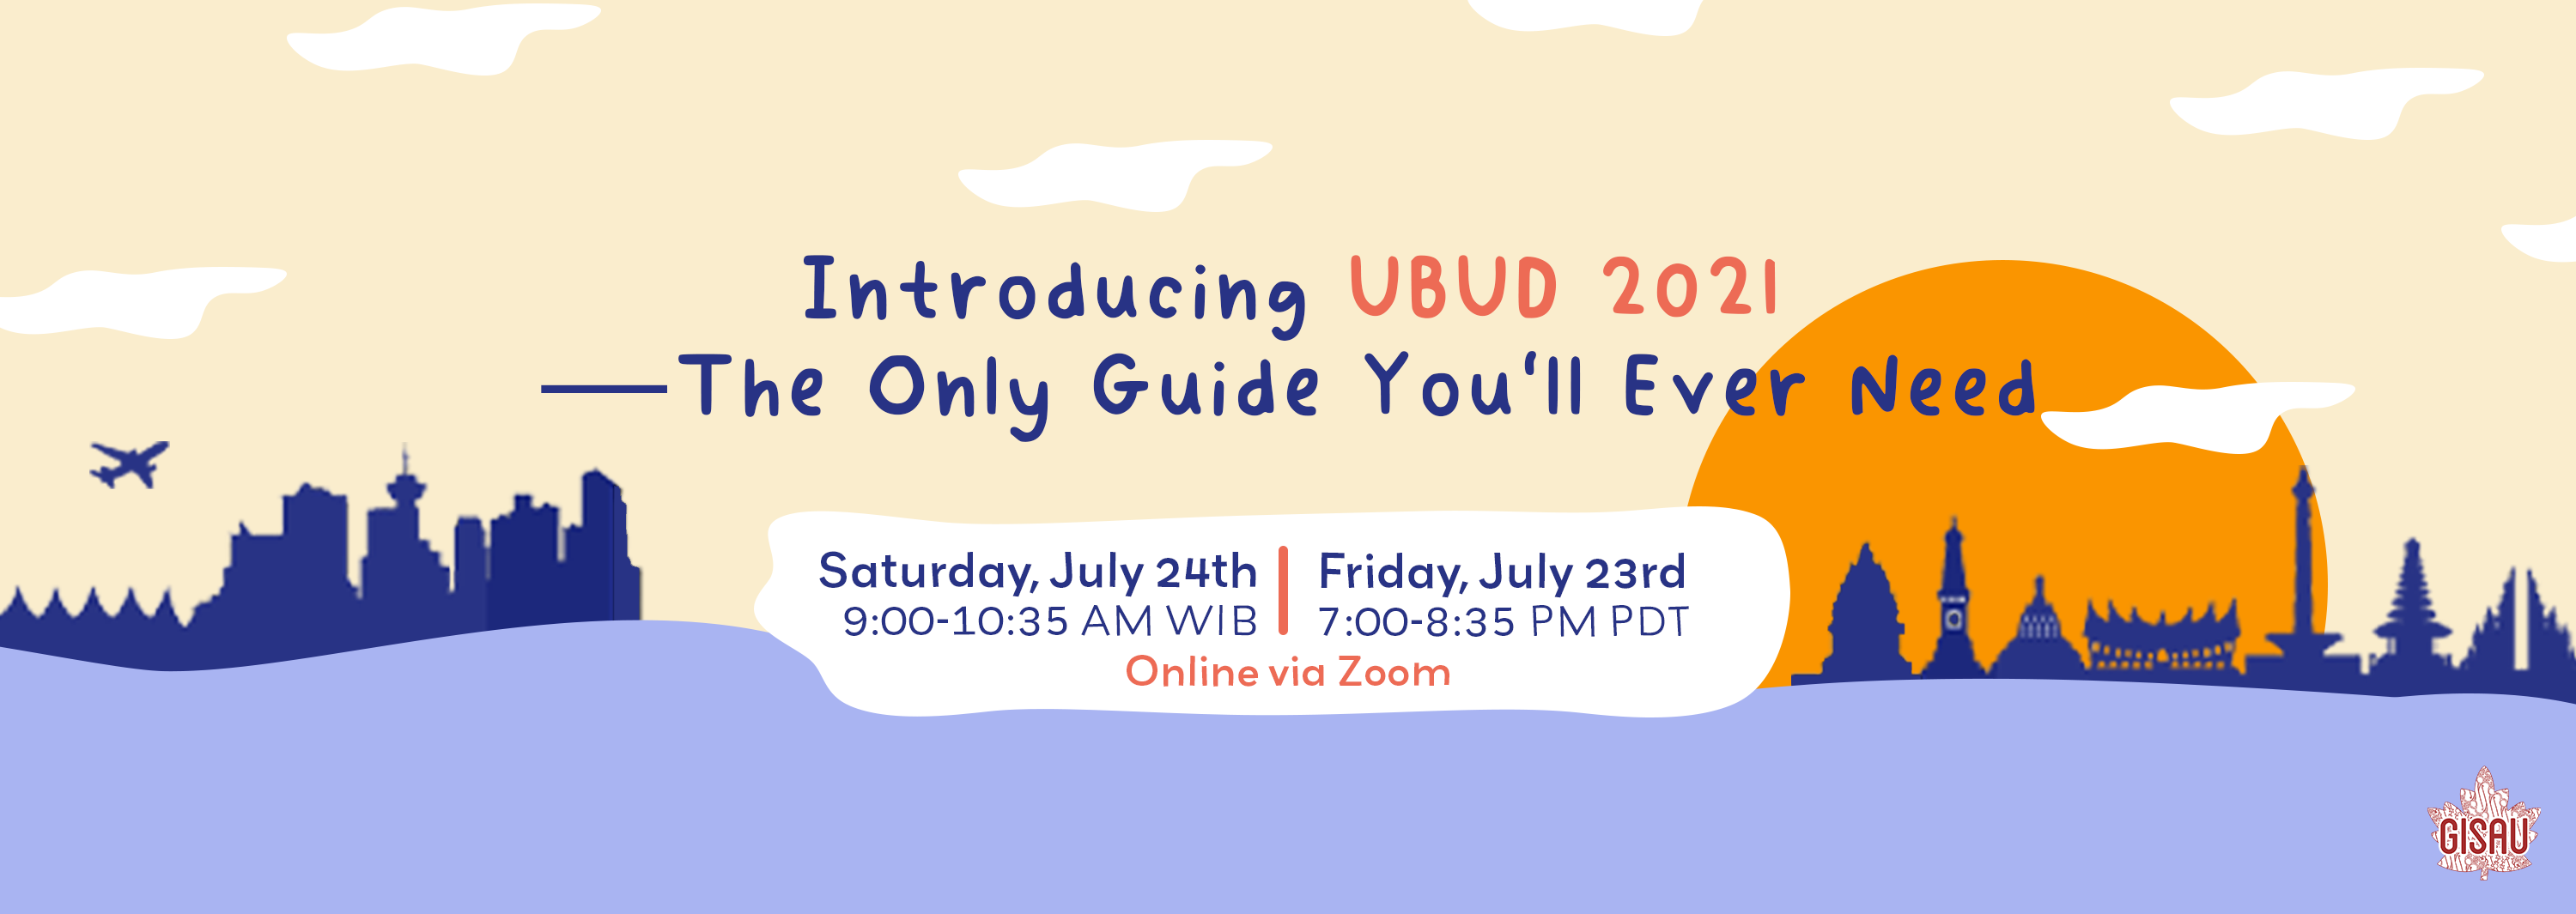 Introducing UBUD 2021
—The Only Guide You'll Ever Need
Saturday, July 24th
9:00-10:35 AM WIB
Friday, July 23rd
7:00-8:35 PM PDT
Online via Zoom
GISAU